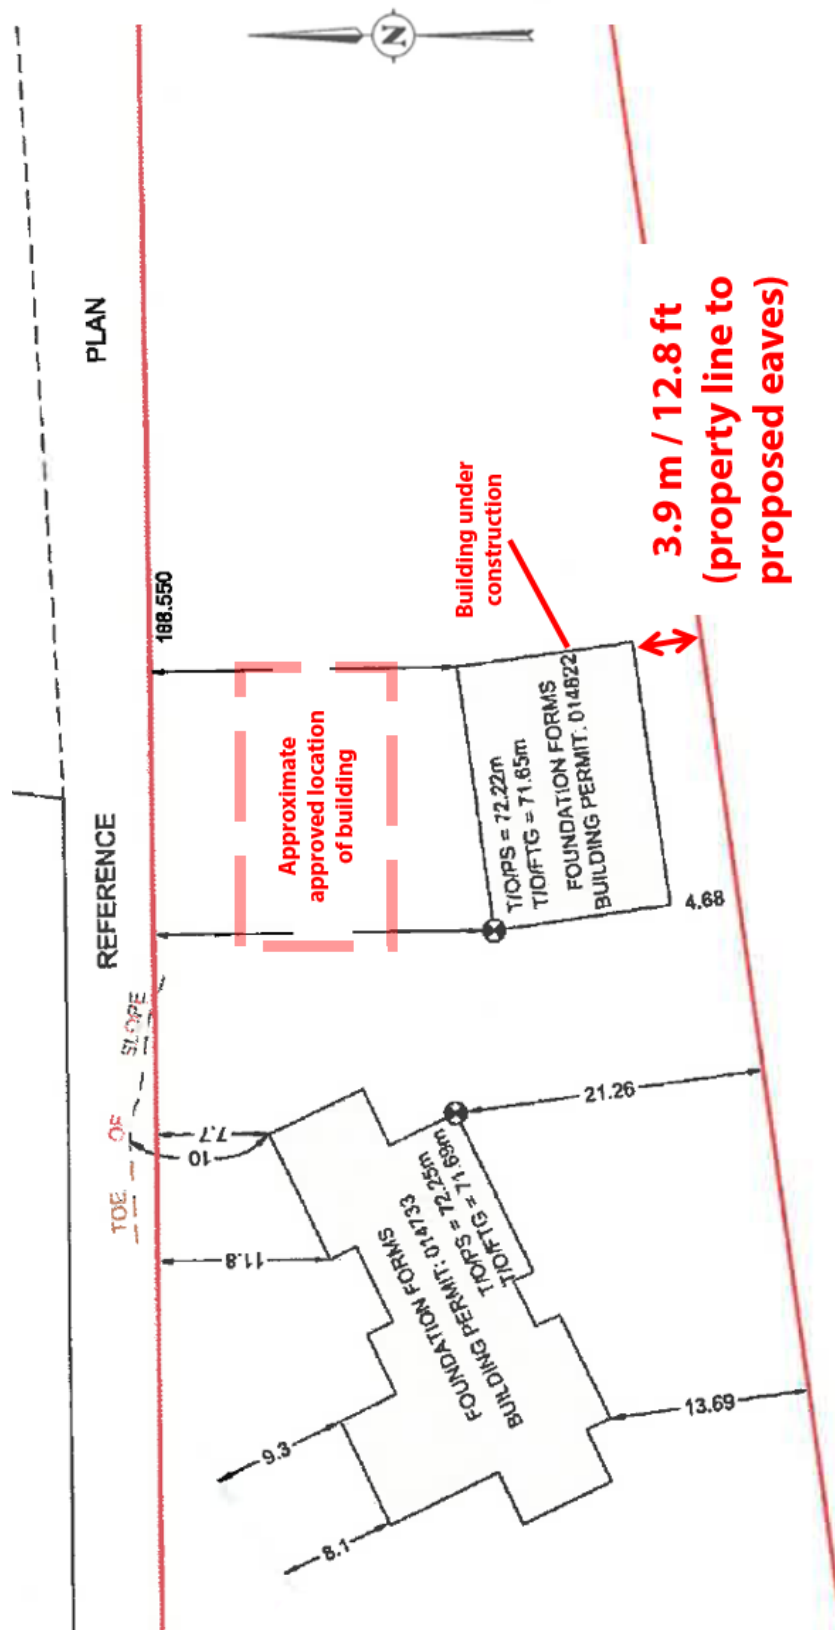 N
PLAN
3.9 m / 12.8 ft
(property line to
proposed eaves)
Building under
construction
188.550
Approximate
approved location
of building
T/O/PS = 72.22m
T/O/FTG = 71.65m
FOUNDATION FORMS
BUILDING PERMIT: 014822
4.68
REFERENCE
TOE OF SLOPE
7.7
10
11.8
21.26
FOUNDATION FORMS
BUILDING PERMIT: 014733
T/O/PS = 72.25m
T/O/FTG = 71.69m
9.3
8.1
13.69